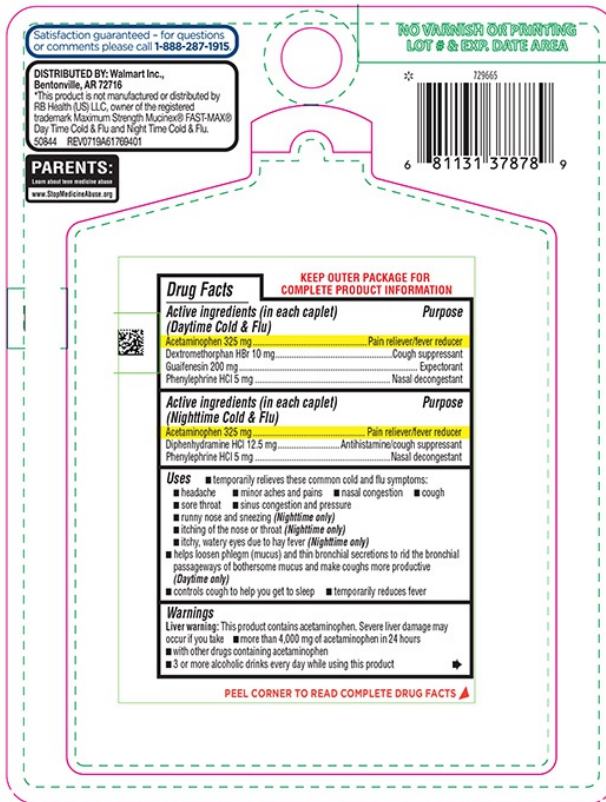 Satisfaction guaranteed – for questions
or comments please call 1-888-287-1915.
NO VARNISH OR PRINTING
LOT # & EXP. DATE AREA
DISTRIBUTED BY: Walmart Inc.,
Bentonville, AR 72716
*This product is not manufactured or distributed by
RB Health (US) LLC, owner of the registered
trademark Maximum Strength Mucinex® FAST-MAX®
Day Time Cold & Flu and Night Time Cold & Flu.
50844 REV0719A61769401
729665
6 81131 37878 9
PARENTS:
Learn about teen medicine abuse
www.StopMedicineAbuse.org
Drug Facts
KEEP OUTER PACKAGE FOR
COMPLETE PRODUCT INFORMATION
Active ingredients (in each caplet) Purpose
(Daytime Cold & Flu)
Acetaminophen 325 mg Pain reliever/fever reducer
Dextromethorphan HBr 10 mg Cough suppressant
Guaifenesin 200 mg Expectorant
Phenylephrine HCl 5 mg Nasal decongestant
Active ingredients (in each caplet) Purpose
(Nighttime Cold & Flu)
Acetaminophen 325 mg Pain reliever/fever reducer
Diphenhydramine HCl 12.5 mg Antihistamine/cough suppressant
Phenylephrine HCl 5 mg Nasal decongestant
Uses ■ temporarily relieves these common cold and flu symptoms:
■ headache ■ minor aches and pains ■ nasal congestion ■ cough
■ sore throat ■ sinus congestion and pressure
■ runny nose and sneezing (Nighttime only)
■ itching of the nose or throat (Nighttime only)
■ itchy, watery eyes due to hay fever (Nighttime only)
■ helps loosen phlegm (mucus) and thin bronchial secretions to rid the bronchial
passageways of bothersome mucus and make coughs more productive
(Daytime only)
■ controls cough to help you get to sleep ■ temporarily reduces fever
Warnings
Liver warning: This product contains acetaminophen. Severe liver damage may
occur if you take ■ more than 4,000 mg of acetaminophen in 24 hours
■ with other drugs containing acetaminophen
■ 3 or more alcoholic drinks every day while using this product
PEEL CORNER TO READ COMPLETE DRUG FACTS